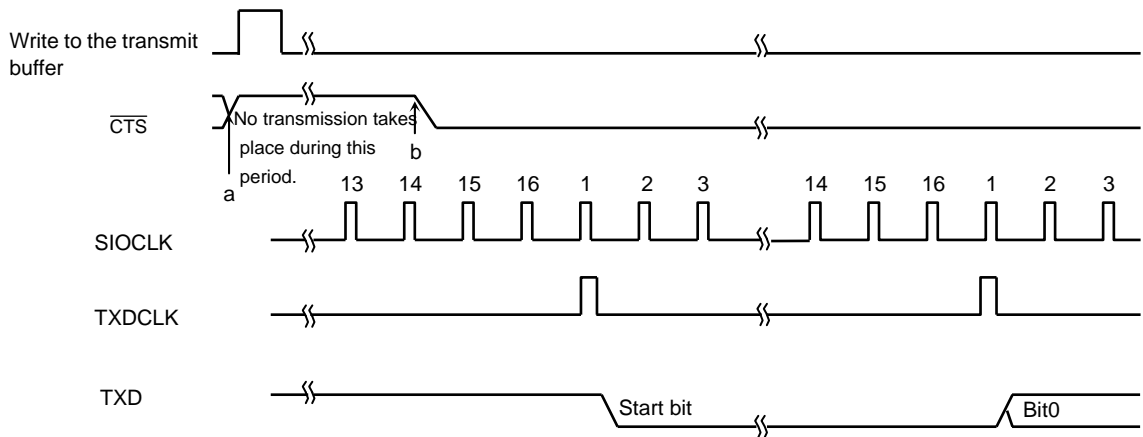 Write to the transmit
buffer
CTS
No transmission takes
place during this
period.
a
b
13 14 15 16 1 2 3 14 15 16 1 2 3
SIOCLK
TXDCLK
TXD
Start bit
Bit0